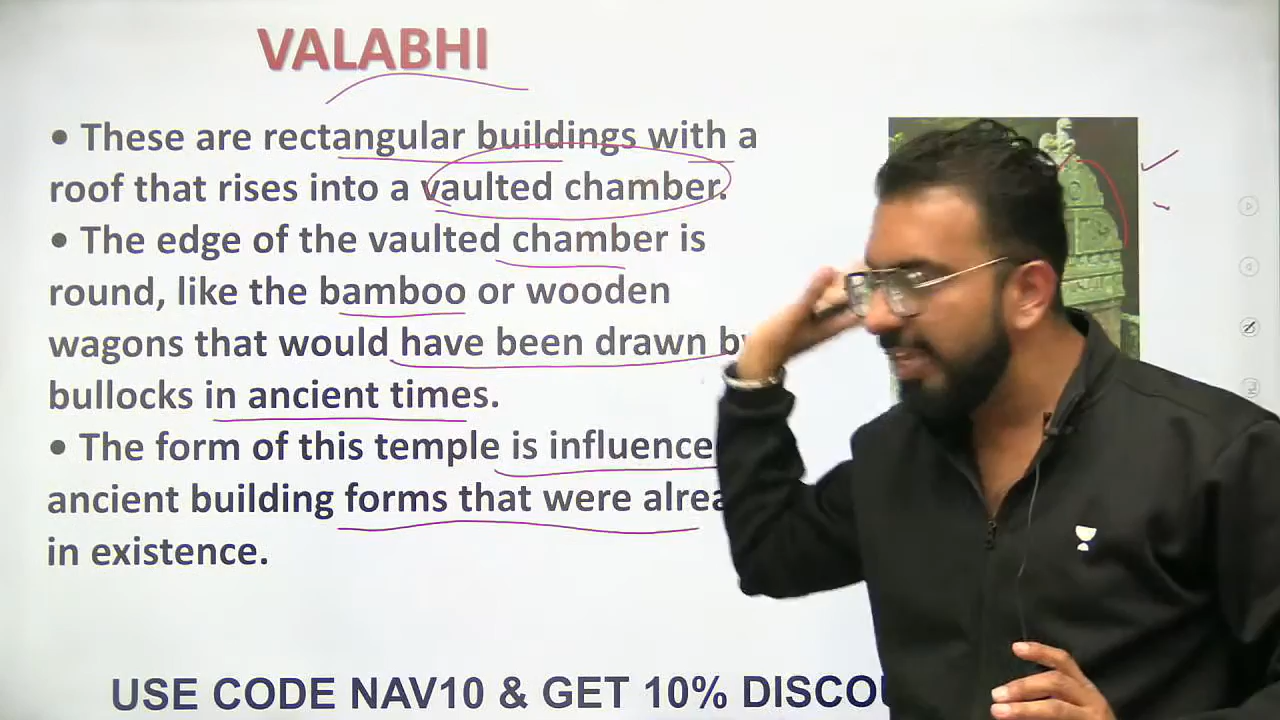 VALABHI
• These are rectangular buildings with a
roof that rises into a vaulted chamber.
• The edge of the vaulted chamber is
round, like the bamboo or wooden
wagons that would have been drawn
bullocks in ancient times.
• The form of this temple is
ancient building forms that were
in existence.
USE CODE NAV10 & GET 10%